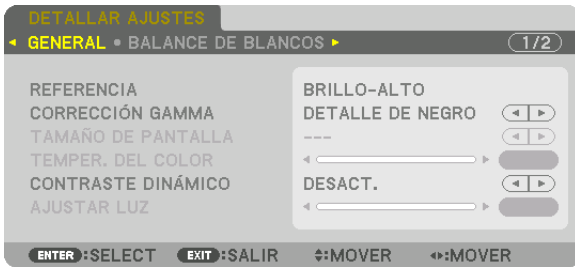 DETALLAR AJUSTES
GENERAL • BALANCE DE BLANCOS 1/2
REFERENCIA BRILLO-ALTO
CORRECCIÓN GAMMA DETALLE DE NEGRO
TAMAÑO DE PANTALLA ---
TEMPER. DEL COLOR
CONTRASTE DINÁMICO DESACT.
AJUSTAR LUZ
ENTER:SELECT EXIT:SALIR :MOVER :MOVER